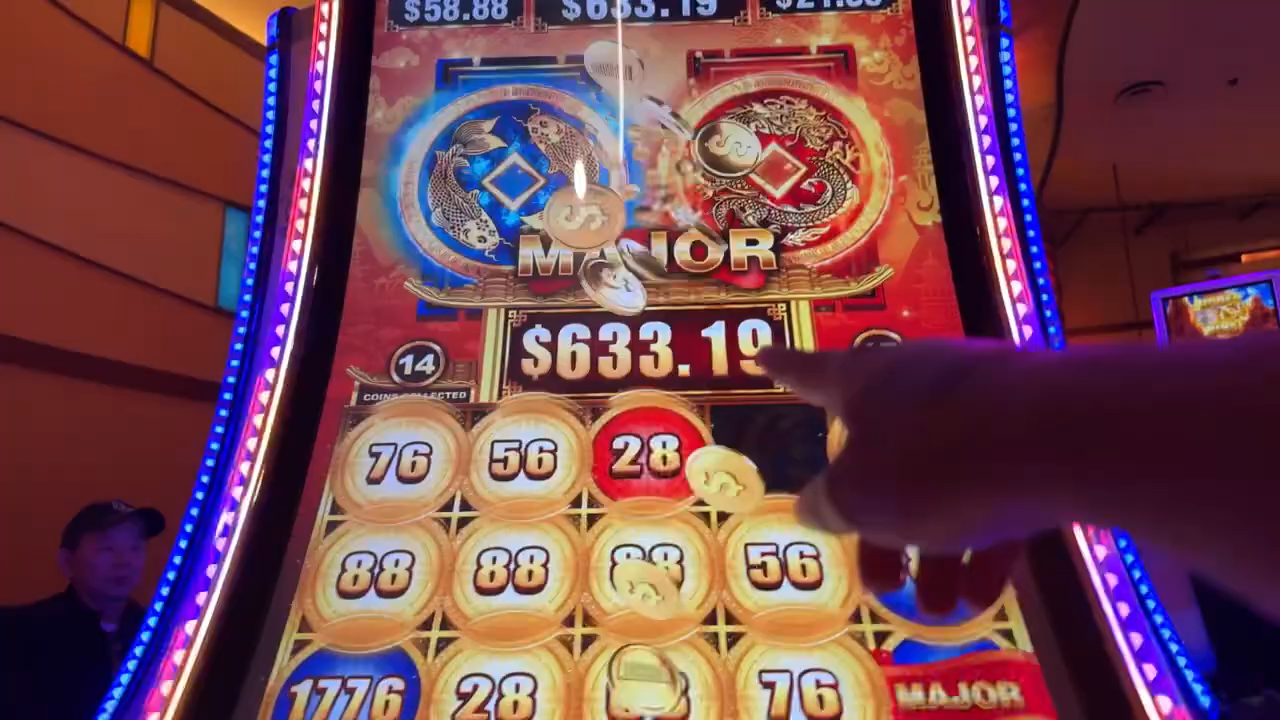 $58.88 $633.19
MAJOR
$633.19
14
COINS COLLECTED
76 56 28
88 88 88 56
1776 28 76 MAJOR